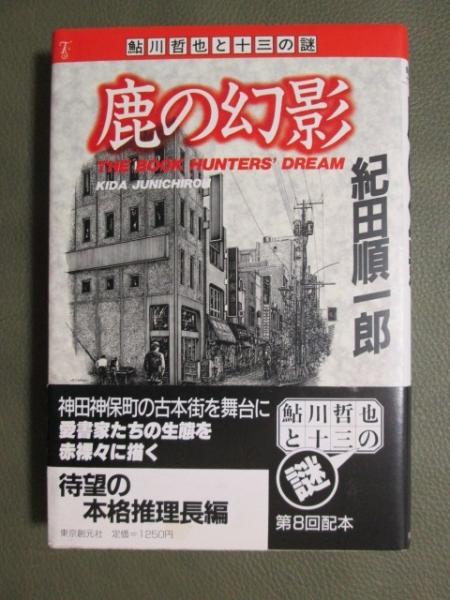 鮎川哲也と十三の謎
鹿の幻影
THE BOOK HUNTERS' DREAM
KIDA JUNICHIROH
紀田順一郎
神田神保町の古本街を舞台に
愛書家たちの生態を
赤裸々に描く
待望の
本格推理長編
東京創元社 定価=1250円
鮎川哲也
と十三の
謎
第8回配本